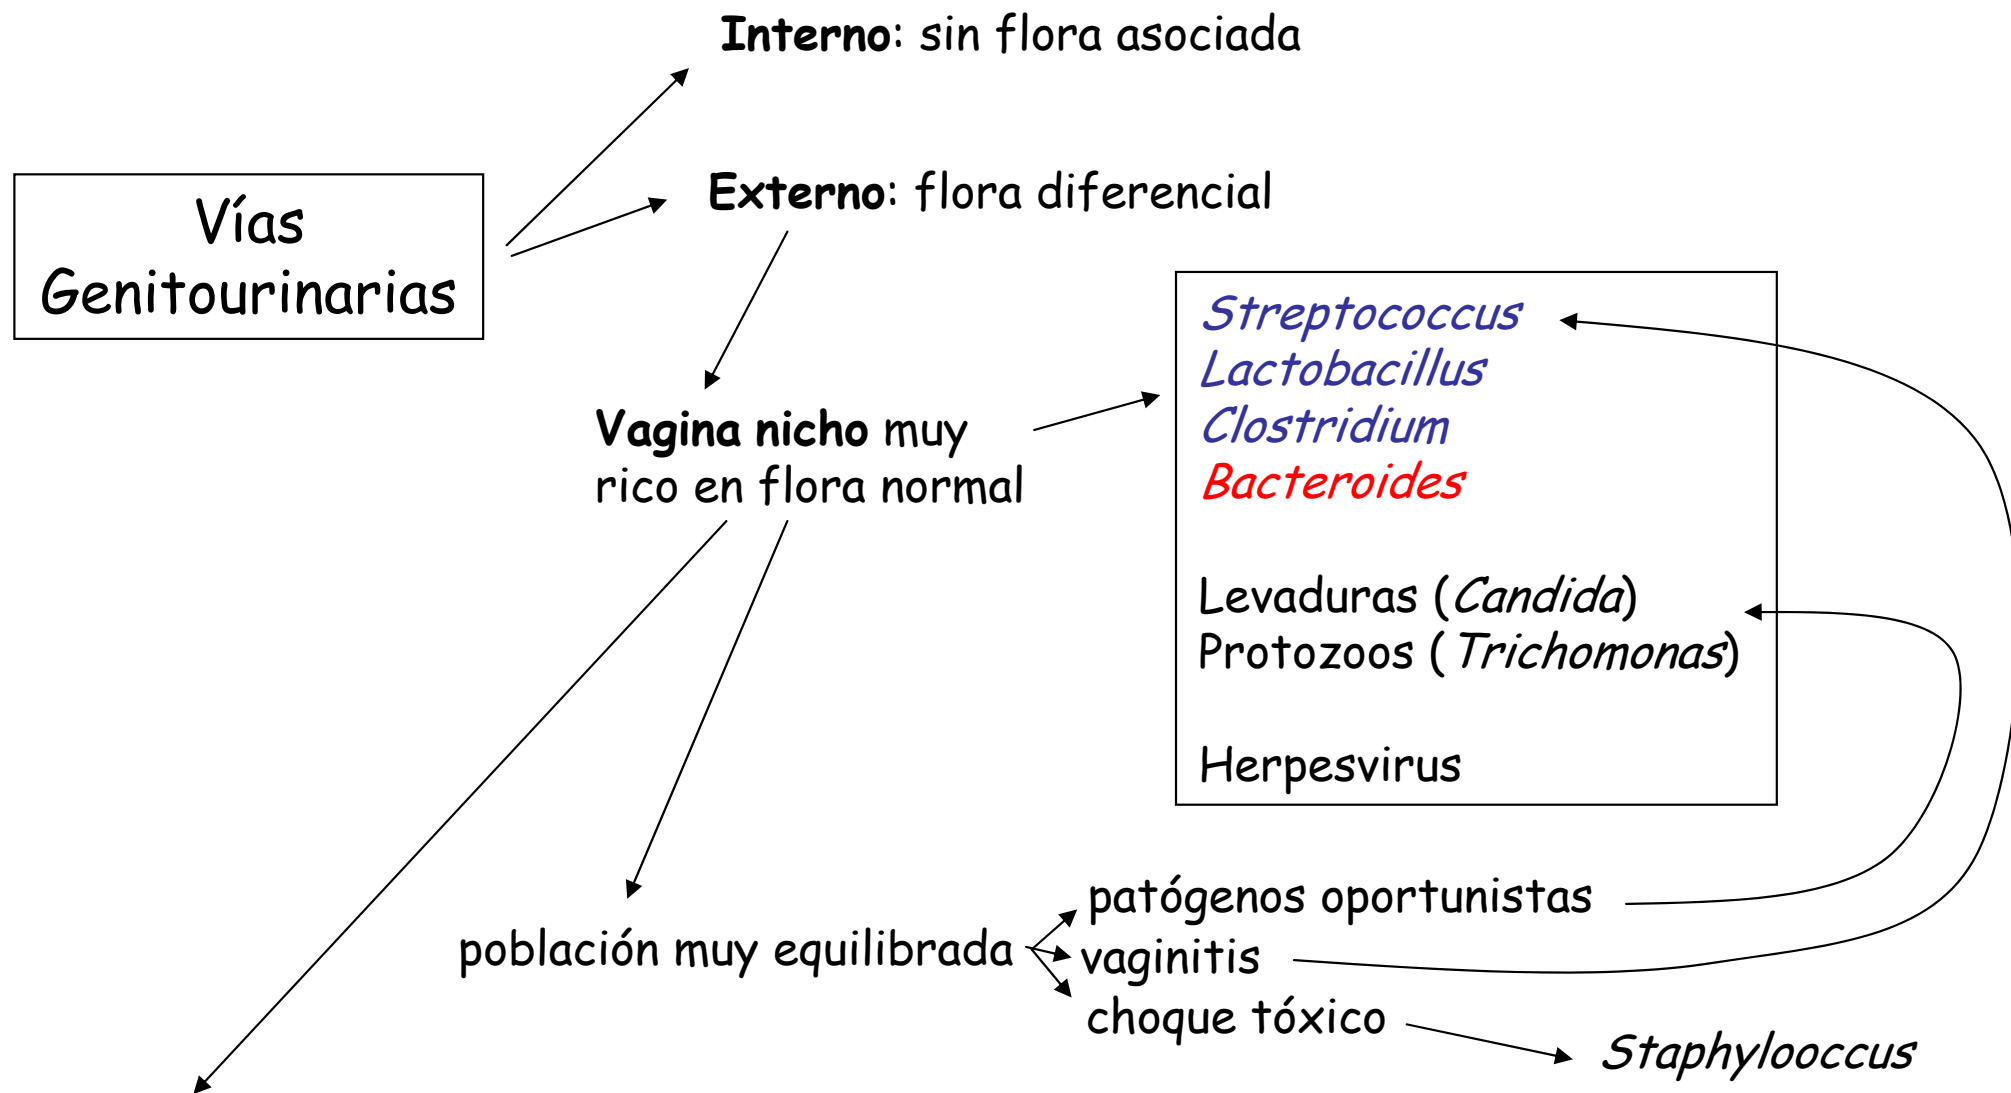 Interno: sin flora asociada
Externo: flora diferencial
Vías
Genitourinarias
Streptococcus
Lactobacillus
Clostridium
Bacteroides
Vagina nicho muy
rico en flora normal
Levaduras (Candida)
Protozoos (Trichomonas)
Herpesvirus
patógenos oportunistas
población muy equilibrada
vaginitis
choque tóxico
Staphylooccus